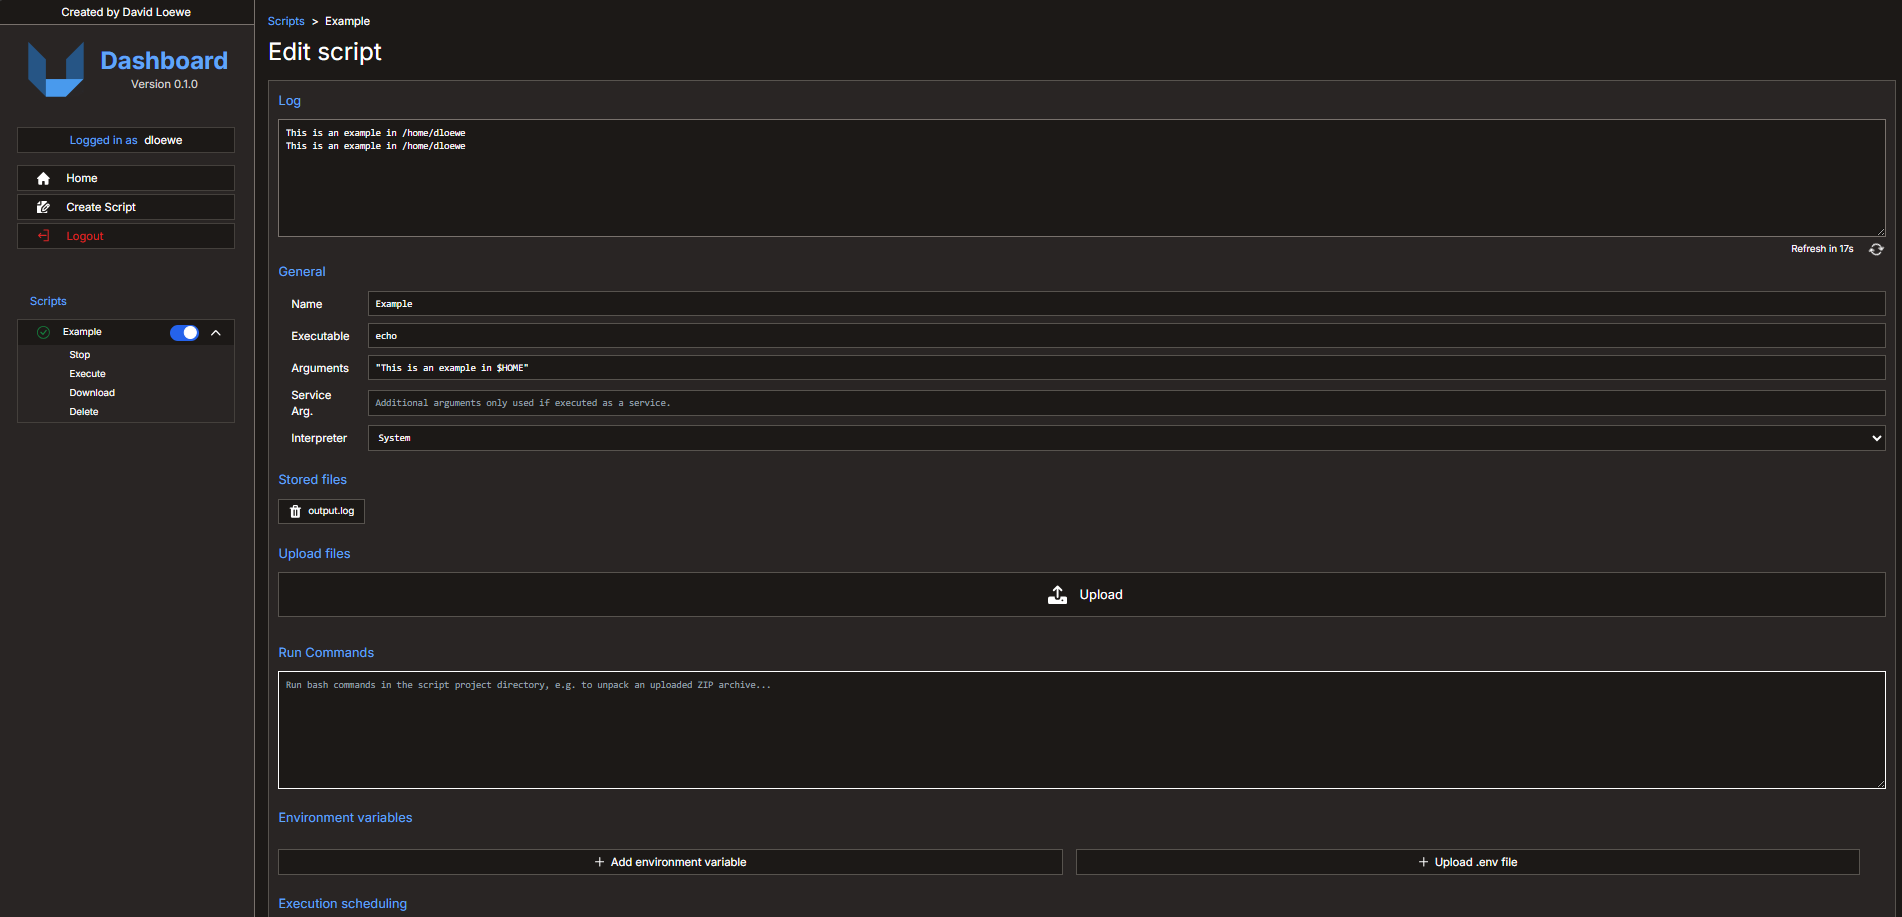 Created by David Loewe
Dashboard
Version 0.1.0
Logged in as dloewe
Home
Create Script
Logout
Scripts
Example
Stop
Execute
Download
Delete
Scripts > Example
Edit script
Log
This is an example in /home/dloewe
This is an example in /home/dloewe
Refresh in 17s
General
Name
Example
Executable
echo
Arguments
"This is an example in $HOME"
Service
Arg.
Additional arguments only used if executed as a service.
Interpreter
System
Stored files
output.log
Upload files
Upload
Run Commands
Run bash commands in the script project directory, e.g. to unpack an uploaded ZIP archive...
Environment variables
+ Add environment variable
+ Upload .env file
Execution scheduling